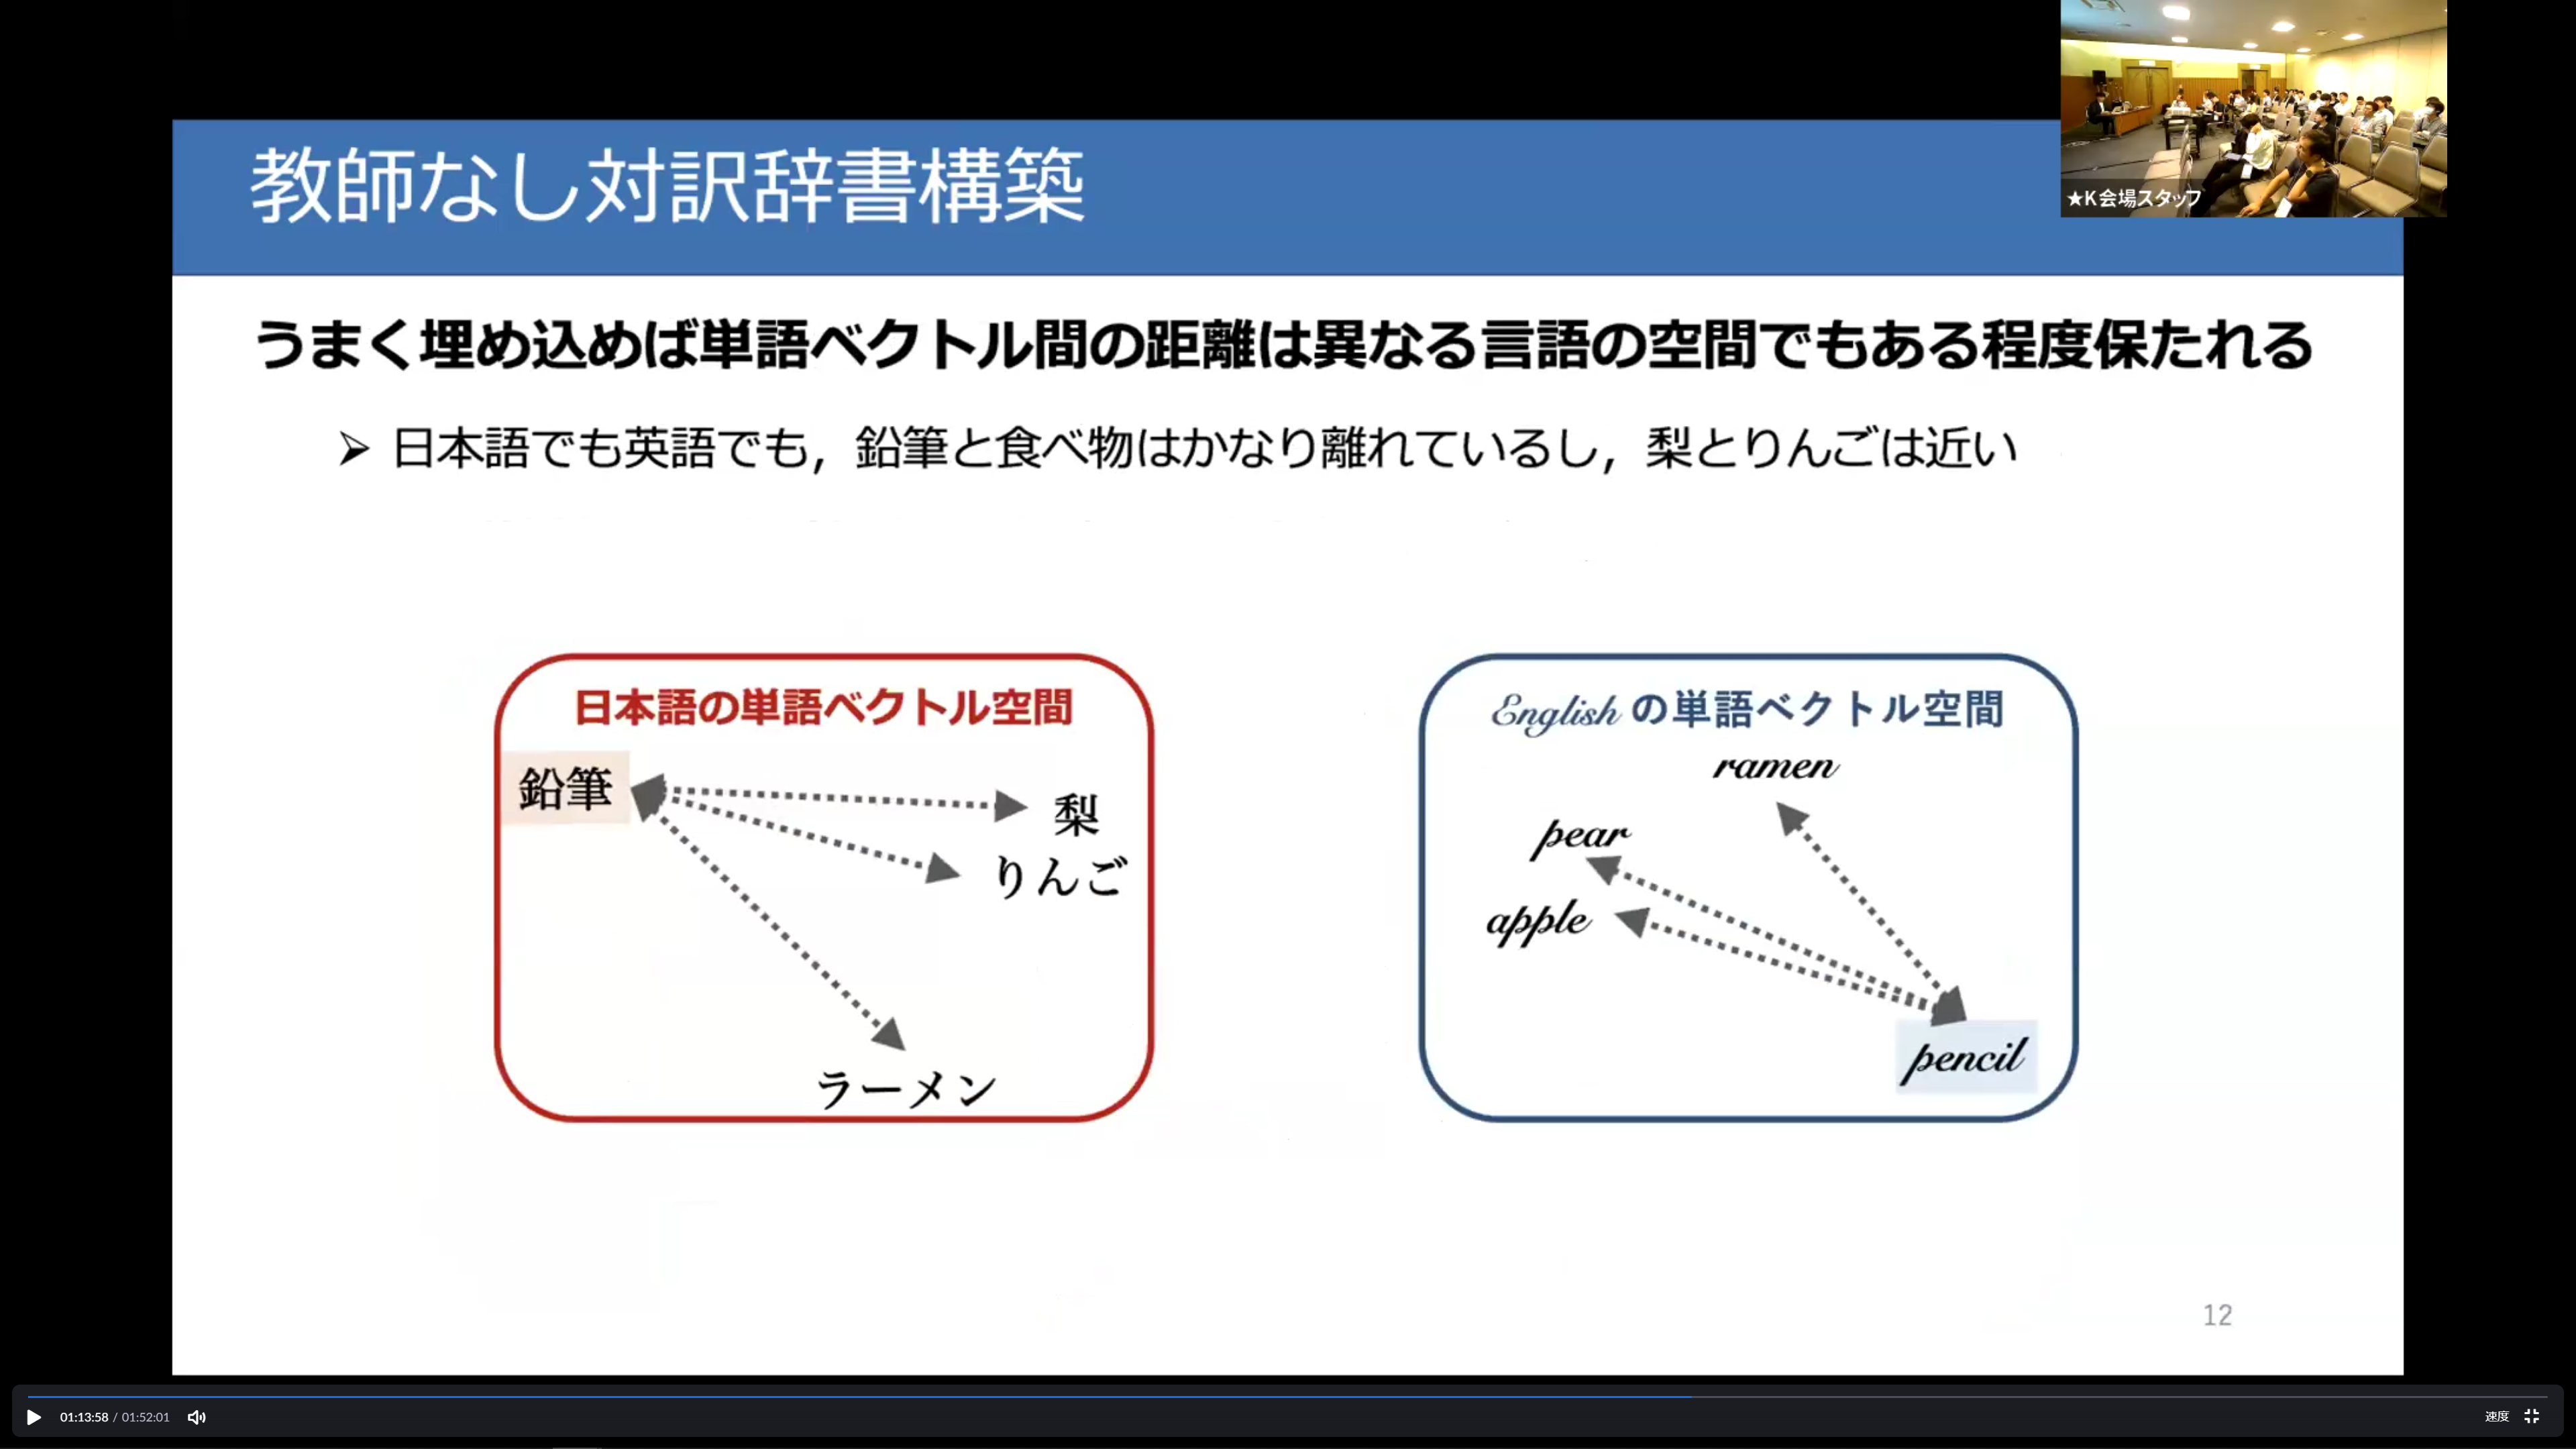 教師なし対訳辞書構築
★K会場スタッフ
うまく埋め込めば単語ベクトル間の距離は異なる言語の空間でもある程度保たれる
➢ 日本語でも英語でも，鉛筆と食べ物はかなり離れているし，梨とりんごは近い
日本語の単語ベクトル空間
鉛筆
梨
りんご
ラーメン
English の単語ベクトル空間
ramen
pear
apple
pencil
12
01:13:58 / 01:52:01
速度